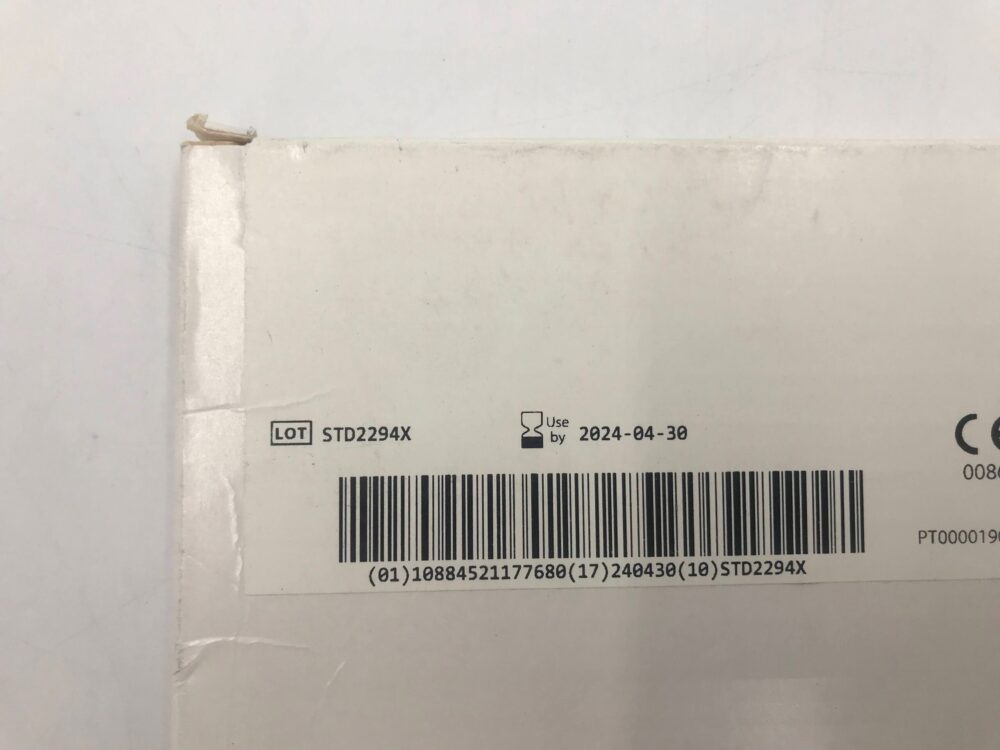 LOT STD2294X
Use by 2024-04-30
(01)10884521177680(17)240430(10)STD2294X